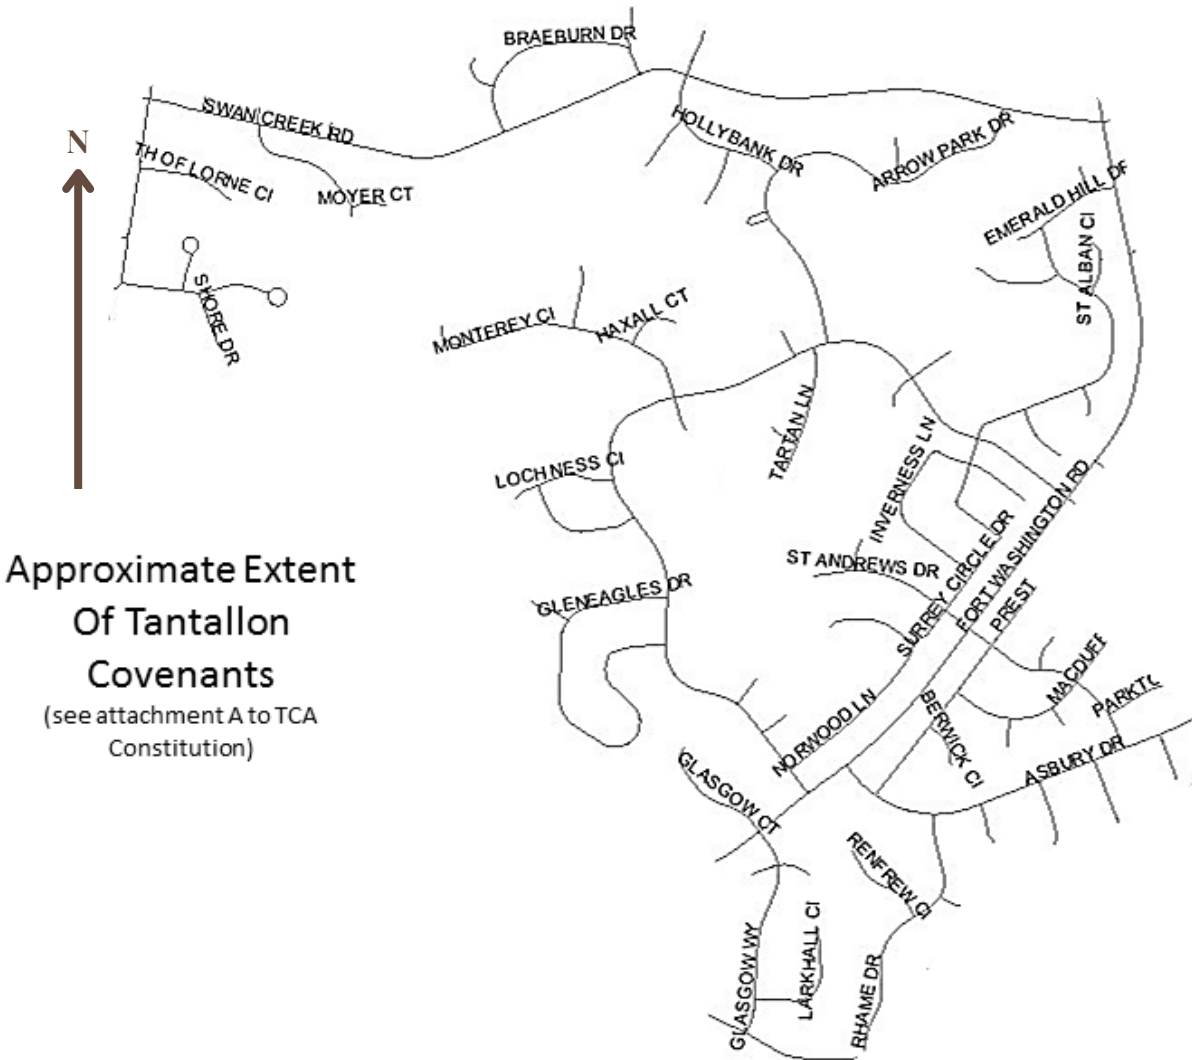 BRAEBURN DR
SWAN CREEK RD
HOLLYBANK DR
ARROW PARK DR
N
TH OF LORNE CI
MOYER CT
EMERALD HILL DR
ST ALBAN CI
SHORE DR
MONTEREY CI
HAXALL CT
TARTAN LN
LOCHNESS CI
INVERNESS LN
FORT WASHINGTON RD
SURREY CIRCLE DR
ST ANDREWS DR
GLENEAGLES DR
PREST
Approximate Extent
Of Tantallon
Covenants
(see attachment A to TCA
Constitution)
MACDUFF
PARKT
BERWICK CI
NORWOOD LN
ASBURY DR
GLASGOW CT
RENFREW CI
LARKHALL CI
GLASGOW WY
RHAME DR